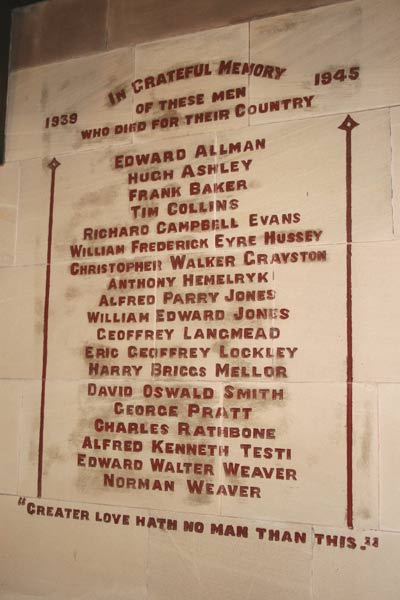 IN GRATEFUL MEMORY
1939 1945
OF THESE MEN
WHO DIED FOR THEIR COUNTRY
EDWARD ALLMAN
HUGH ASHLEY
FRANK BAKER
TIM COLLINS
RICHARD CAMPBELL EVANS
WILLIAM FREDERICK EYRE HUSSEY
CHRISTOPHER WALKER GRAYSTON
ANTHONY HEMELRYK
ALFRED PARRY JONES
WILLIAM EDWARD JONES
GEOFFREY LANGMEAD
ERIC GEOFFREY LOCKLEY
HARRY BRIGGS MELLOR
DAVID OSWALD SMITH
GEORGE PRATT
CHARLES RATHBONE
ALFRED KENNETH TESTI
EDWARD WALTER WEAVER
NORMAN WEAVER
"GREATER LOVE HATH NO MAN THAN THIS."